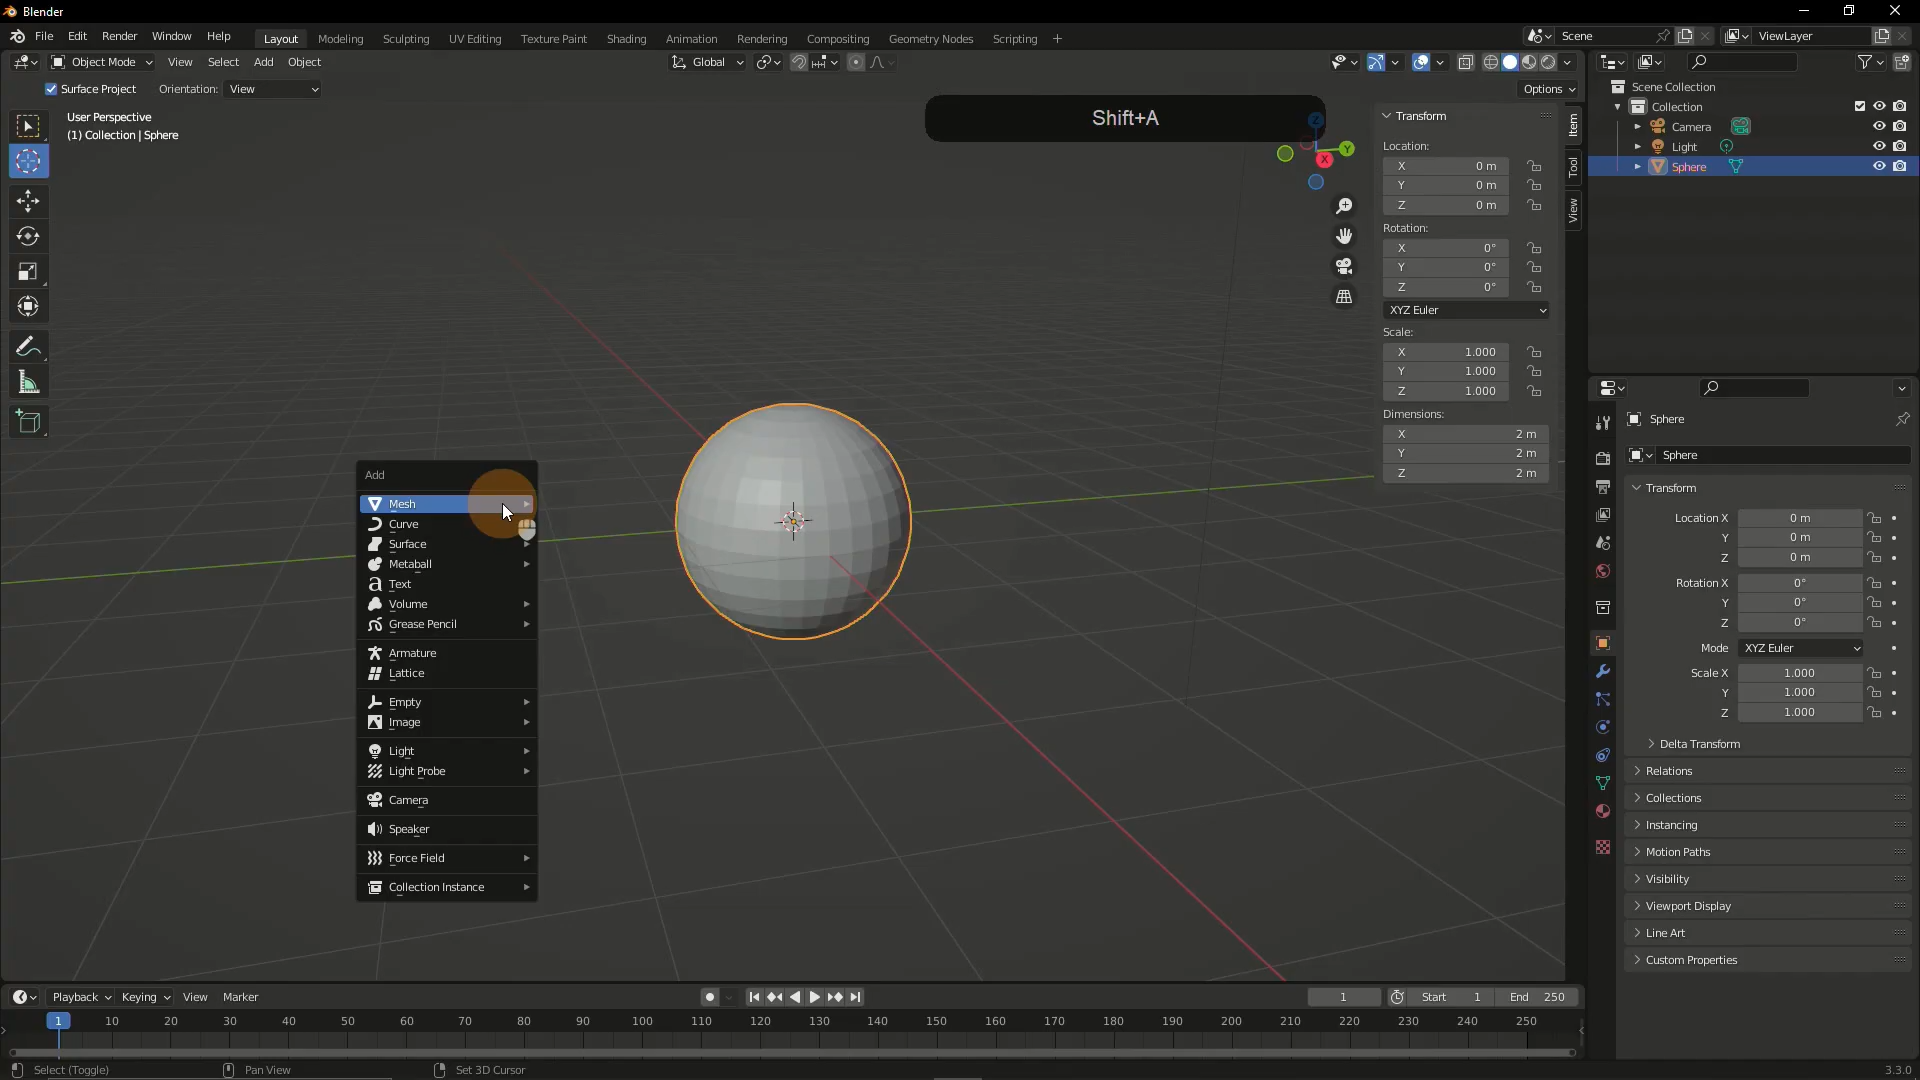 Blender
File Edit Render Window Help Layout Modeling Sculpting UV Editing Texture Paint Shading Animation Rendering Compositing Geometry Nodes Scripting + Scene ViewLayer
Object Mode View Select Add Object Global
Surface Project Orientation: View Options
User Perspective
(1) Collection | Sphere
Shift+A
Z
Y
X
Transform
Location:
X 0 m
Y 0 m
Z 0 m
Rotation:
X 0°
Y 0°
Z 0°
XYZ Euler
Scale:
X 1.000
Y 1.000
Z 1.000
Dimensions:
X 2 m
Y 2 m
Z 2 m
Item
Tool
View
Scene Collection
Collection
Camera
Light
Sphere
Add
Mesh
Curve
Surface
Metaball
Text
Volume
Grease Pencil
Armature
Lattice
Empty
Image
Light
Light Probe
Camera
Speaker
Force Field
Collection Instance
Sphere
Sphere
Transform
Location X 0 m
Y 0 m
Z 0 m
Rotation X 0°
Y 0°
Z 0°
Mode XYZ Euler
Scale X 1.000
Y 1.000
Z 1.000
Delta Transform
Relations
Collections
Instancing
Motion Paths
Visibility
Viewport Display
Line Art
Custom Properties
Playback Keying View Marker 1 Start 1 End 250
1 10 20 30 40 50 60 70 80 90 100 110 120 130 140 150 160 170 180 190 200 210 220 230 240 250
Select (Toggle) Pan View Set 3D Cursor 3.3.0